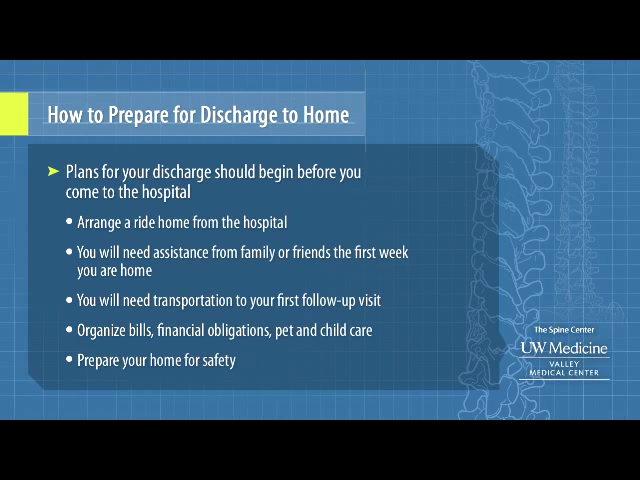 How to Prepare for Discharge to Home
➤ Plans for your discharge should begin before you
come to the hospital
• Arrange a ride home from the hospital
• You will need assistance from family or friends the first week
you are home
• You will need transportation to your first follow-up visit
• Organize bills, financial obligations, pet and child care
• Prepare your home for safety
The Spine Center
UW Medicine
VALLEY
MEDICAL CENTER